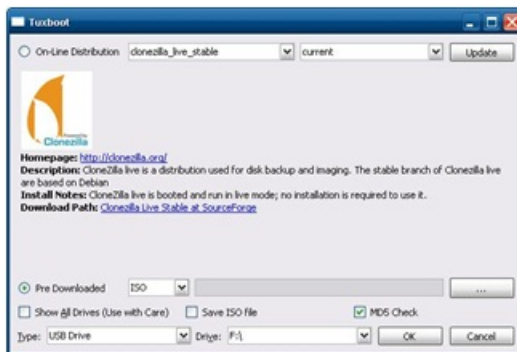 Tuxboot
On-Line Distribution clonezilla_live_stable current Update
Clonezilla
Homepage: http://clonezilla.org/
Description: CloneZilla live is a distribution used for disk backup and imaging. The stable branch of Clonezilla live
are based on Debian
Install Notes: CloneZilla live is booted and run in live mode; no installation is required to use it.
Download Path: Clonezilla Live Stable at SourceForge
Pre Downloaded ISO ...
Show All Drives (Use with Care) Save ISO file MD5 Check
Type: USB Drive Drive: F:\ OK Cancel